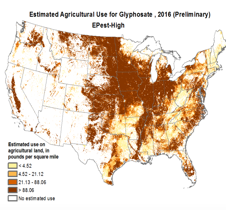 Estimated Agricultural Use for Glyphosate , 2016 (Preliminary)
EPest-High
Estimated use on
agricultural land, in
pounds per square mile
< 4.52
4.52 - 21.12
21.13 - 88.06
> 88.06
No estimated use